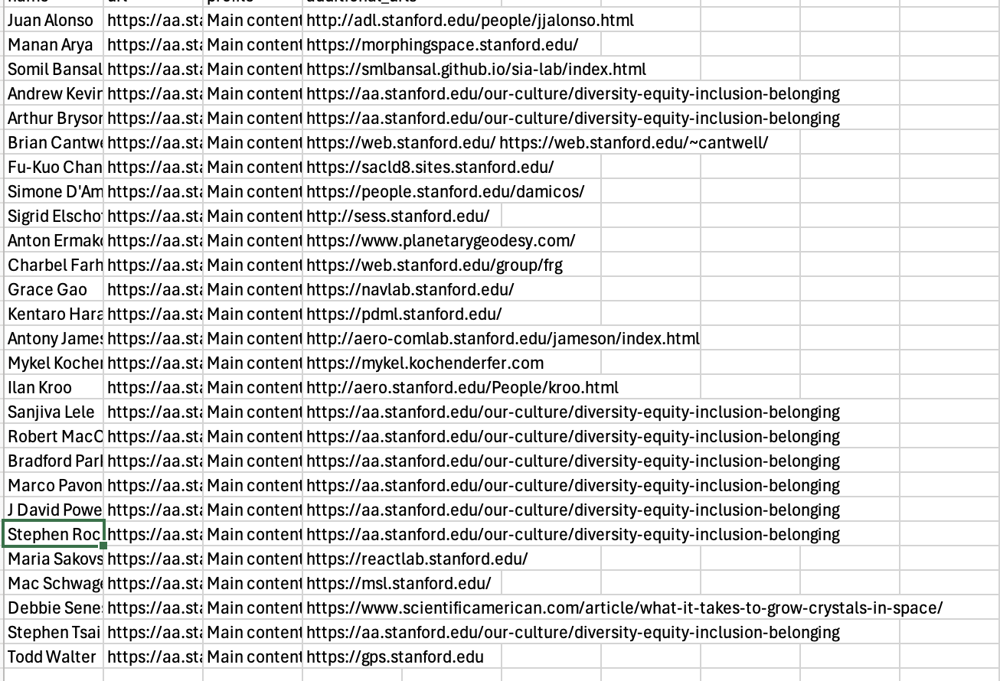 Juan Alonso https://aa.sta Main content http://adl.stanford.edu/people/jjalonso.html
Manan Arya https://aa.sta Main content https://morphingspace.stanford.edu/
Somil Bansal https://aa.sta Main content https://smlbansal.github.io/sia-lab/index.html
Andrew Kevin https://aa.sta Main content https://aa.stanford.edu/our-culture/diversity-equity-inclusion-belonging
Arthur Bryson https://aa.sta Main content https://aa.stanford.edu/our-culture/diversity-equity-inclusion-belonging
Brian Cantwe https://aa.sta Main content https://web.stanford.edu/ https://web.stanford.edu/~cantwell/
Fu-Kuo Chan https://aa.sta Main content https://sacld8.sites.stanford.edu/
Simone D'Am https://aa.sta Main content https://people.stanford.edu/damicos/
Sigrid Elschot https://aa.sta Main content http://sess.stanford.edu/
Anton Ermako https://aa.sta Main content https://www.planetarygeodesy.com/
Charbel Farh https://aa.sta Main content https://web.stanford.edu/group/frg
Grace Gao https://aa.sta Main content https://navlab.stanford.edu/
Kentaro Hara https://aa.sta Main content https://pdml.stanford.edu/
Antony James https://aa.sta Main content http://aero-comlab.stanford.edu/jameson/index.html
Mykel Kochen https://aa.sta Main content https://mykel.kochenderfer.com
Ilan Kroo https://aa.sta Main content http://aero.stanford.edu/People/kroo.html
Sanjiva Lele https://aa.sta Main content https://aa.stanford.edu/our-culture/diversity-equity-inclusion-belonging
Robert MacC https://aa.sta Main content https://aa.stanford.edu/our-culture/diversity-equity-inclusion-belonging
Bradford Park https://aa.sta Main content https://aa.stanford.edu/our-culture/diversity-equity-inclusion-belonging
Marco Pavon https://aa.sta Main content https://aa.stanford.edu/our-culture/diversity-equity-inclusion-belonging
J David Powe https://aa.sta Main content https://aa.stanford.edu/our-culture/diversity-equity-inclusion-belonging
Stephen Roc https://aa.sta Main content https://aa.stanford.edu/our-culture/diversity-equity-inclusion-belonging
Maria Sakovs https://aa.sta Main content https://reactlab.stanford.edu/
Mac Schwage https://aa.sta Main content https://msl.stanford.edu/
Debbie Sene https://aa.sta Main content https://www.scientificamerican.com/article/what-it-takes-to-grow-crystals-in-space/
Stephen Tsai https://aa.sta Main content https://aa.stanford.edu/our-culture/diversity-equity-inclusion-belonging
Todd Walter https://aa.sta Main content https://gps.stanford.edu